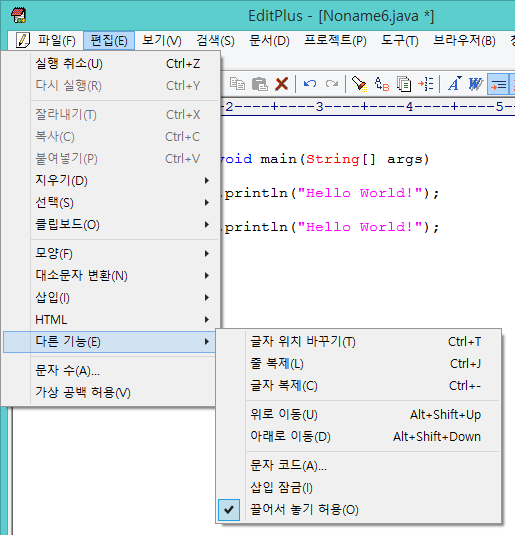 EditPlus - [Noname6.java *]
파일(F) 편집(E) 보기(V) 검색(S) 문서(D) 프로젝트(P) 도구(T) 브라우저(B)
실행 취소(U) Ctrl+Z
다시 실행(R) Ctrl+Y
잘라내기(T) Ctrl+X
복사(C) Ctrl+C
붙여넣기(P) Ctrl+V
지우기(D)
선택(S)
클립보드(O)
모양(F)
대소문자 변환(N)
삽입(I)
HTML
다른 기능(E)
문자 수(A)...
가상 공백 허용(V)
2----+----3----+----4----+----5--
void main(String[] args)
.println("Hello World!");
.println("Hello World!");
글자 위치 바꾸기(T) Ctrl+T
줄 복제(L) Ctrl+J
글자 복제(C) Ctrl+-
위로 이동(U) Alt+Shift+Up
아래로 이동(D) Alt+Shift+Down
문자 코드(A)...
삽입 잠금(I)
끌어서 놓기 허용(O)